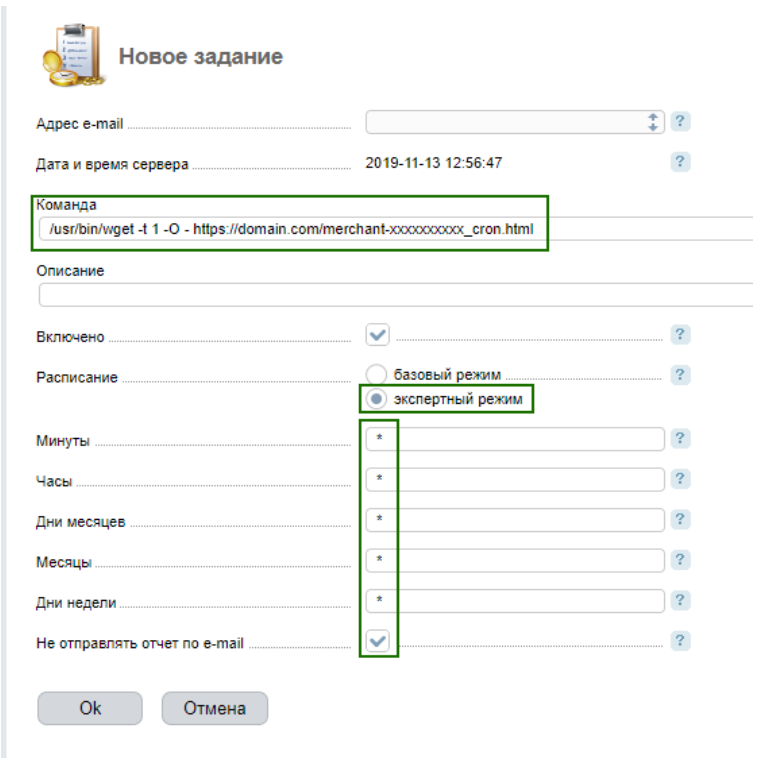 Новое задание
Адрес e-mail ?
Дата и время сервера 2019-11-13 12:56:47 ?
Команда
/usr/bin/wget -t 1 -O - https://domain.com/merchant-xxxxxxxxxx_cron.html
Описание
Включено ?
Расписание базовый режим ?
экспертный режим
Минуты * ?
Часы * ?
Дни месяцев * ?
Месяцы * ?
Дни недели * ?
Не отправлять отчет по e-mail ?
Ok Отмена